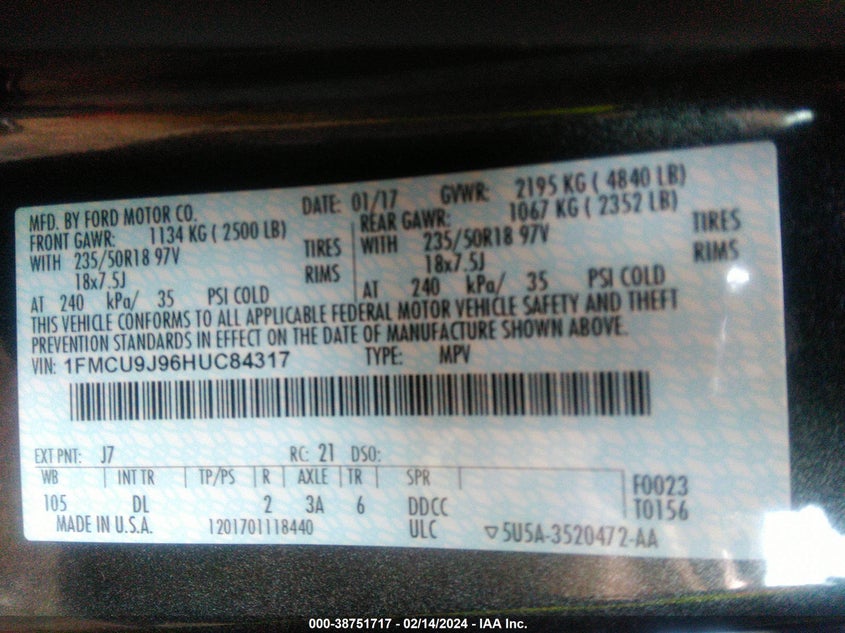 MFD. BY FORD MOTOR CO. DATE: 01/17 GVWR: 2195 KG ( 4840 LB)
FRONT GAWR: 1134 KG ( 2500 LB) REAR GAWR: 1067 KG ( 2352 LB)
WITH 235/50R18 97V TIRES WITH 235/50R18 97V TIRES
18x7.5J RIMS 18x7.5J RIMS
AT 240 kPa/ 35 PSI COLD AT 240 kPa/ 35 PSI COLD
THIS VEHICLE CONFORMS TO ALL APPLICABLE FEDERAL MOTOR VEHICLE SAFETY AND THEFT
PREVENTION STANDARDS IN EFFECT ON THE DATE OF MANUFACTURE SHOWN ABOVE.
VIN: 1FMCU9J96HUC84317 TYPE: MPV
EXT PNT: J7 RC: 21 DSO:
WB INT TR TP/PS R AXLE TR SPR F0023
105 DL 2 3A 6 DDCC T0156
MADE IN U.S.A. 1201701118440 ULC ▽5U5A-3520472-AA
000-38751717 - 02/14/2024 - IAA Inc.